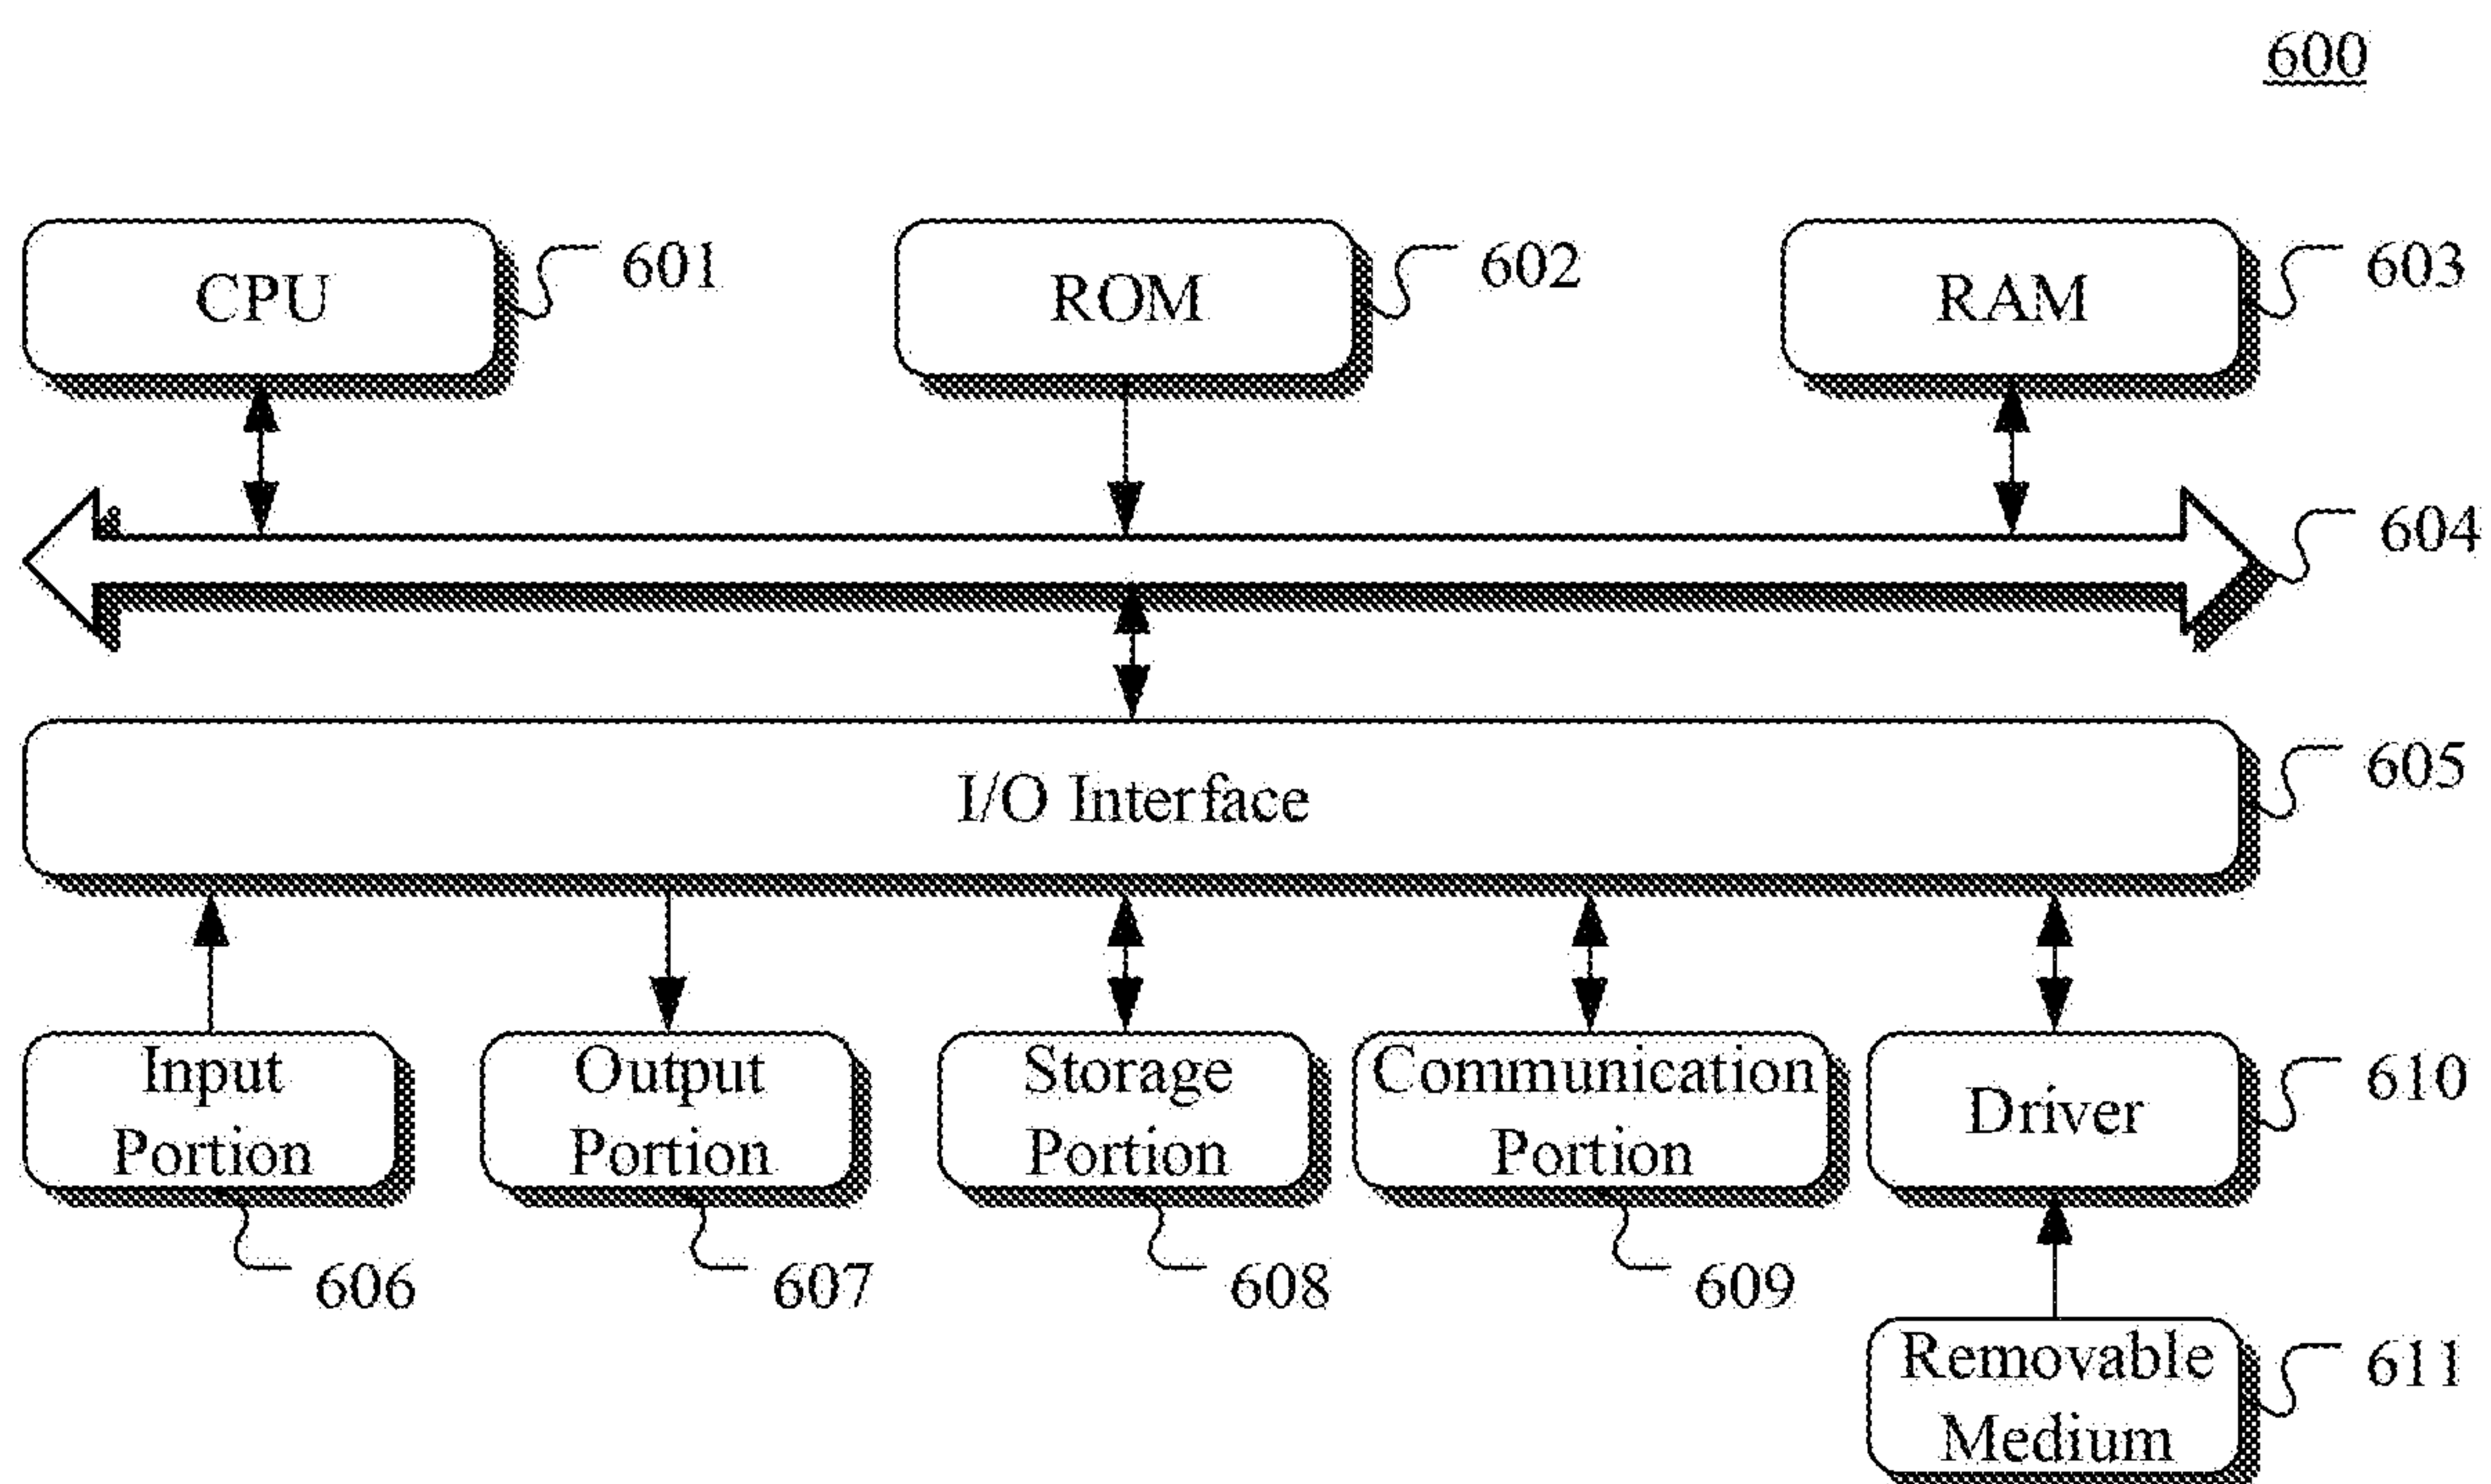 600
CPU
601
ROM
602
RAM
603
604
I/O Interface
605
Input
Portion
606
Output
Portion
607
Storage
Portion
608
Communication
Portion
609
Driver
610
Removable
Medium
611